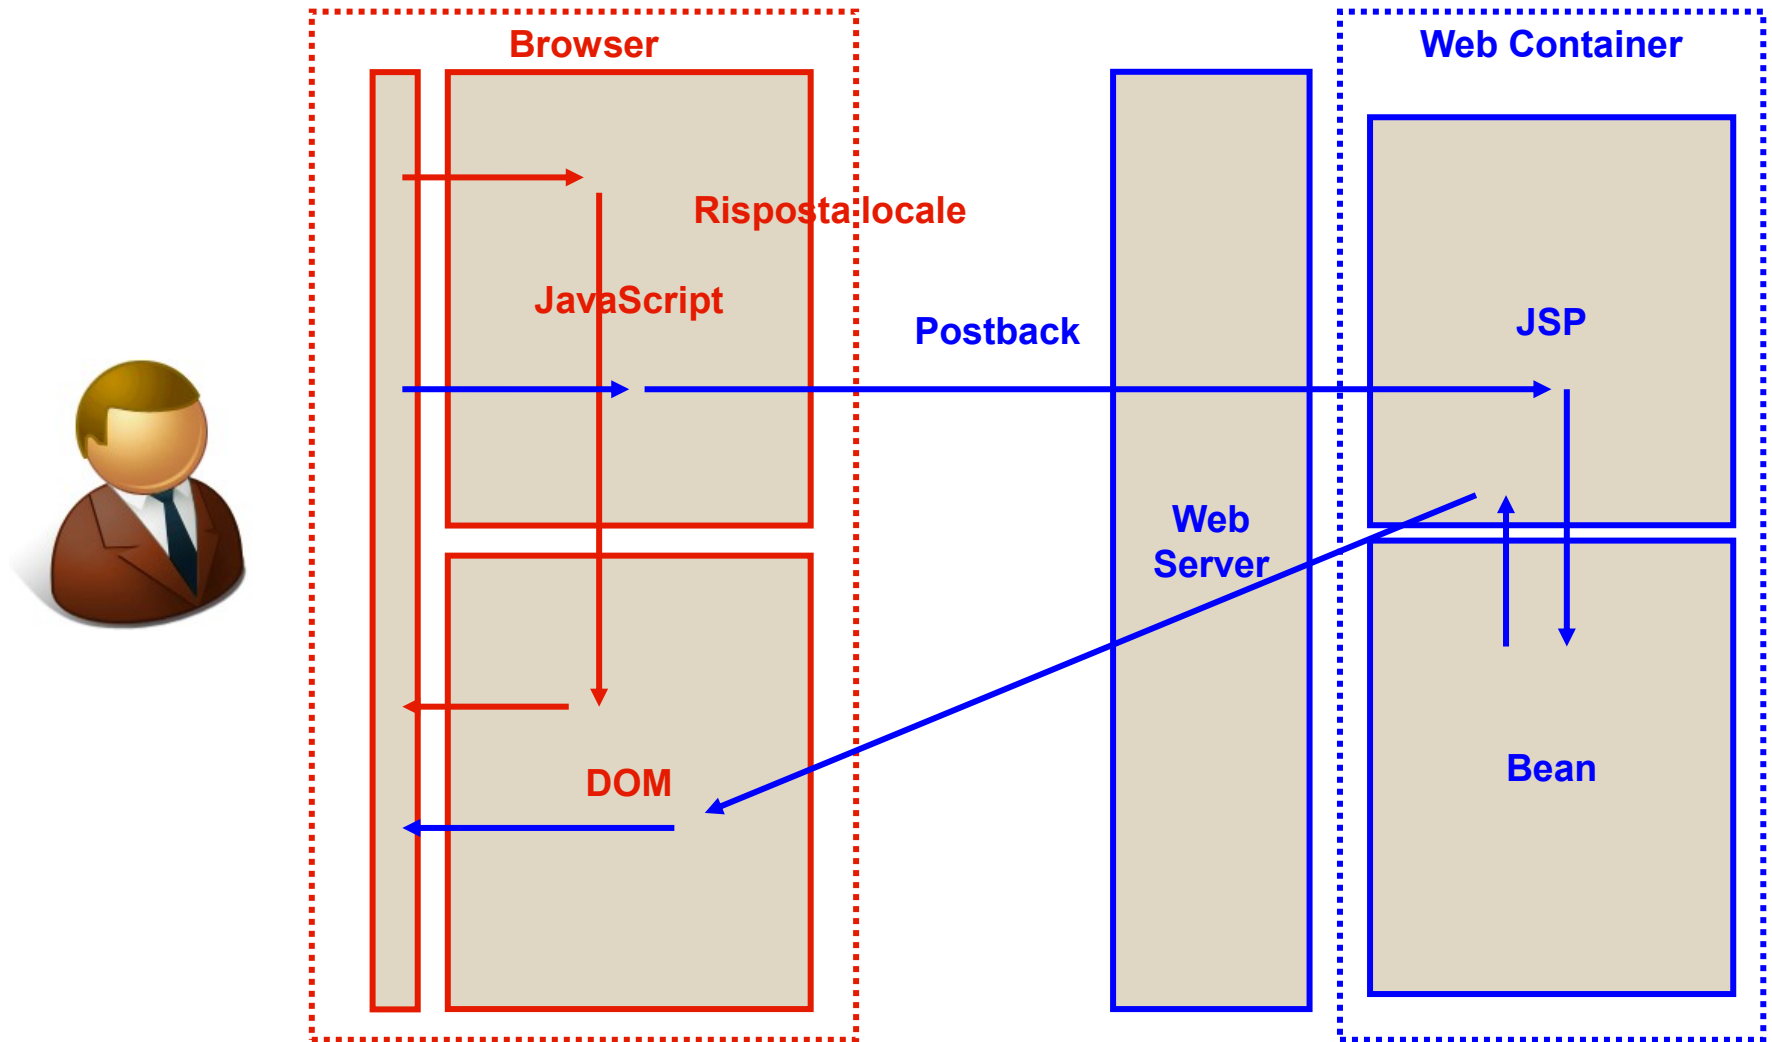 Browser
Web Container
Risposta locale
JavaScript
Postback
JSP
Web
Server
DOM
Bean